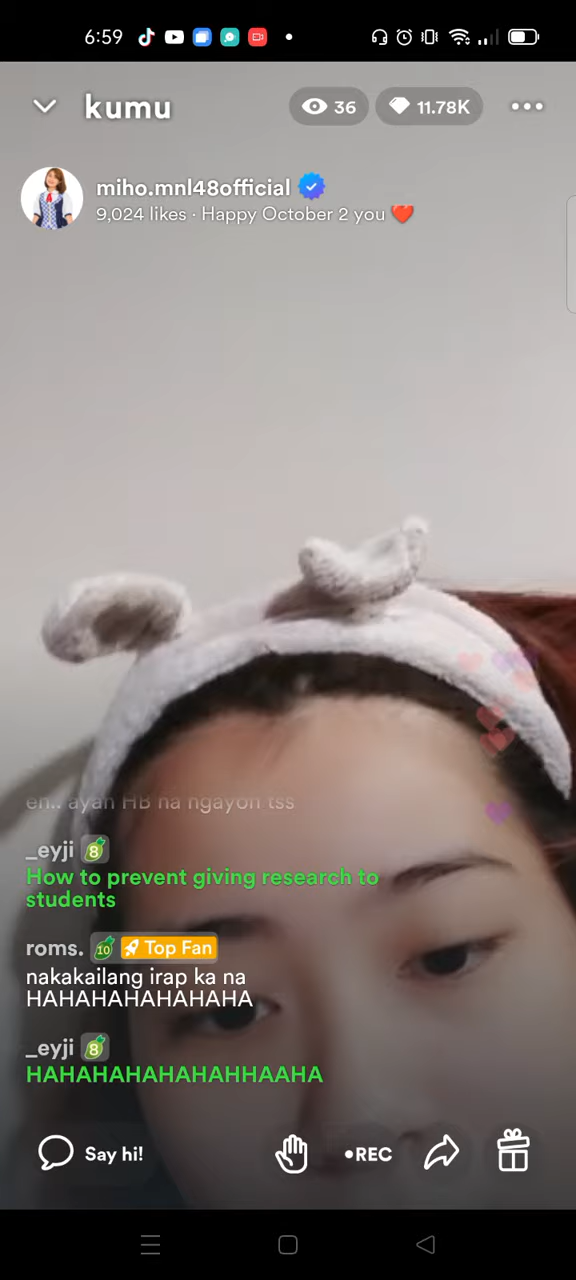 6:59
kumu
36
11.78K
miho.mnl48official
9,024 likes · Happy October 2 you ❤️
en.. ayan HB na ngayon tss
_eyji 8
How to prevent giving research to
students
roms. 10 Top Fan
nakakailang irap ka na
HAHAHAHAHAHAHA
_eyji 8
HAHAHAHAHAHAHHAAHA
Say hi!
•REC